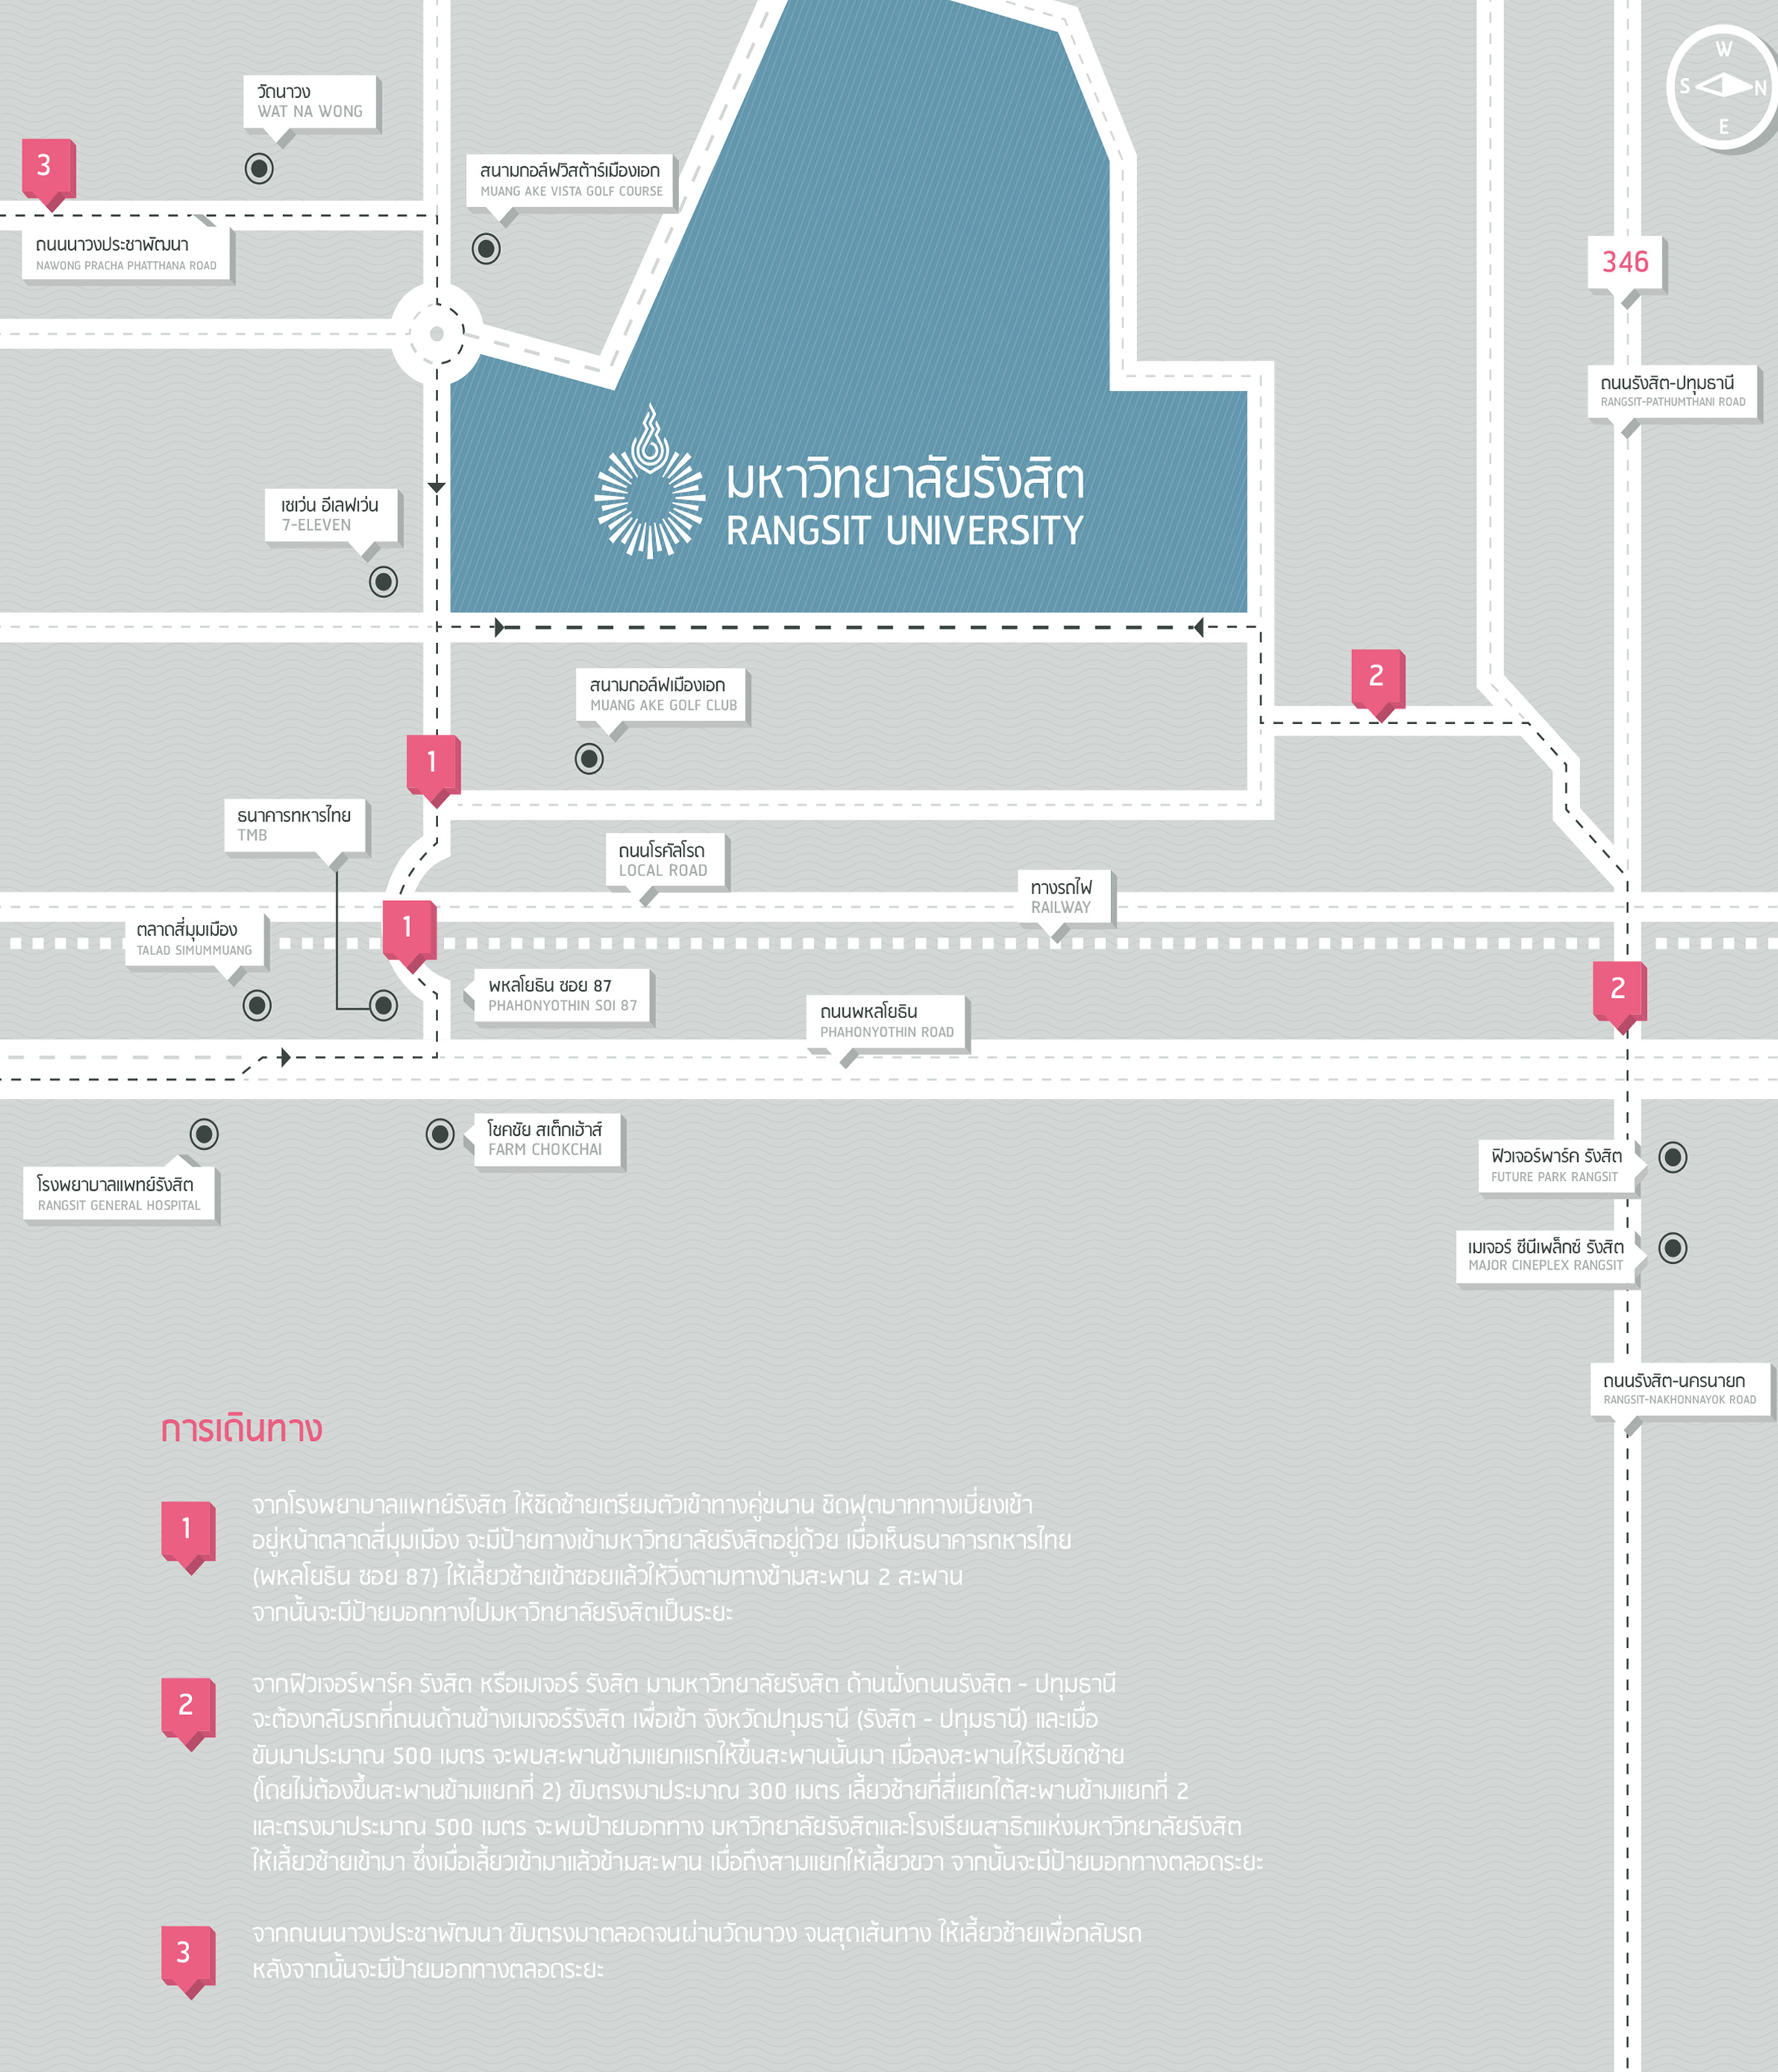 W
S
N
E
วัดนาวง
WAT NA WONG
3
สนามกอล์ฟวิสต้าร์เมืองเอก
MUANG AKE VISTA GOLF COURSE
ถนนนาวงประชาพัฒนา
NAWONG PRACHA PHATTHANA ROAD
346
ถนนรังสิต-ปทุมธานี
RANGSIT-PATHUMTHANI ROAD
มหาวิทยาลัยรังสิต
RANGSIT UNIVERSITY
เซเว่น อีเลฟเว่น
7-ELEVEN
2
สนามกอล์ฟเมืองเอก
MUANG AKE GOLF CLUB
1
ธนาคารทหารไทย
TMB
ถนนโรคัลโรด
LOCAL ROAD
ทางรถไฟ
RAILWAY
ตลาดสี่มุมเมือง
TALAD SIMUMMUANG
1
พหลโยธิน ซอย 87
PHAHONYOTHIN SOI 87
2
ถนนพหลโยธิน
PHAHONYOTHIN ROAD
โชคชัย สเต็กเฮ้าส์
FARM CHOKCHAI
โรงพยาบาลแพทย์รังสิต
RANGSIT GENERAL HOSPITAL
ฟิวเจอร์พาร์ค รังสิต
FUTURE PARK RANGSIT
เมเจอร์ ซีนีเพล็กซ์ รังสิต
MAJOR CINEPLEX RANGSIT
ถนนรังสิต-นครนายก
RANGSIT-NAKHONNAYOK ROAD
การเดินทาง
1
จากโรงพยาบาลแพทย์รังสิต ให้ชิดซ้ายเตรียมตัวเข้าทางคู่ขนาน ชิดฟุตบาททางเบี่ยงเข้า
อยู่หน้าตลาดสี่มุมเมือง จะมีป้ายทางเข้ามหาวิทยาลัยรังสิตอยู่ด้วย เมื่อเห็นธนาคารทหารไทย
(พหลโยธิน ซอย 87) ให้เลี้ยวซ้ายเข้าซอยแล้วให้วิ่งตามทางข้ามสะพาน 2 สะพาน
จากนั้นจะมีป้ายบอกทางไปมหาวิทยาลัยรังสิตเป็นระยะ
2
จากฟิวเจอร์พาร์ค รังสิต หรือเมเจอร์ รังสิต มามหาวิทยาลัยรังสิต ด้านฝั่งถนนรังสิต - ปทุมธานี
จะต้องกลับรถที่ถนนด้านข้างเมเจอร์รังสิต เพื่อเข้า จังหวัดปทุมธานี (รังสิต - ปทุมธานี) และเมื่อ
ขับมาประมาณ 500 เมตร จะพบสะพานข้ามแยกแรกให้ขึ้นสะพานนั้นมา เมื่อลงสะพานให้รีบชิดซ้าย
(โดยไม่ต้องขึ้นสะพานข้ามแยกที่ 2) ขับตรงมาประมาณ 300 เมตร เลี้ยวซ้ายที่สี่แยกใต้สะพานข้ามแยกที่ 2
และตรงมาประมาณ 500 เมตร จะพบป้ายบอกทาง มหาวิทยาลัยรังสิตและโรงเรียนสาธิตแห่งมหาวิทยาลัยรังสิต
ให้เลี้ยวซ้ายเข้ามา ซึ่งเมื่อเลี้ยวเข้ามาแล้วข้ามสะพาน เมื่อถึงสามแยกให้เลี้ยวขวา จากนั้นจะมีป้ายบอกทางตลอดระยะ
3
จากถนนนาวงประชาพัฒนา ขับตรงมาตลอดจนผ่านวัดนาวง จนสุดเส้นทาง ให้เลี้ยวซ้ายเพื่อกลับรถ
หลังจากนั้นจะมีป้ายบอกทางตลอดระยะ